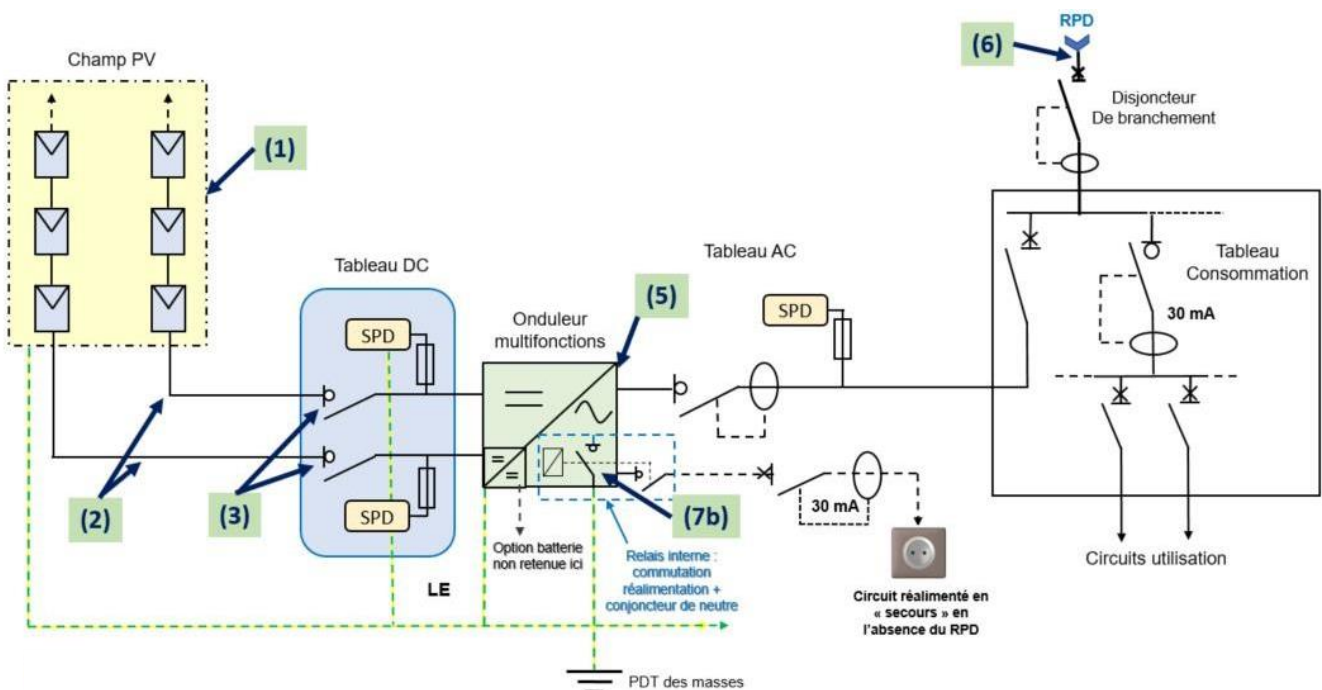 RPD
(6)
Champ PV
Disjoncteur
De branchement
(1)
Tableau DC
Tableau AC
Tableau
Consommation
(5)
SPD
SPD
Onduleur
multifonctions
30 mA
(2)
(3)
SPD
(7b)
30 mA
Option batterie
non retenue ici
Relais interne :
commutation
réalimentation +
conjoncteur de neutre
LE
Circuits utilisation
Circuit réalimenté en
« secours » en
l'absence du RPD
PDT des masses